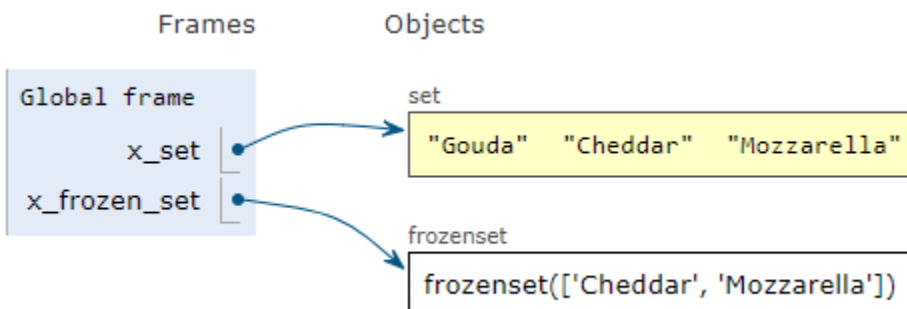 Frames Objects
Global frame
set
x_set
"Gouda" "Cheddar" "Mozzarella"
x_frozen_set
frozenset
frozenset(['Cheddar', 'Mozzarella'])